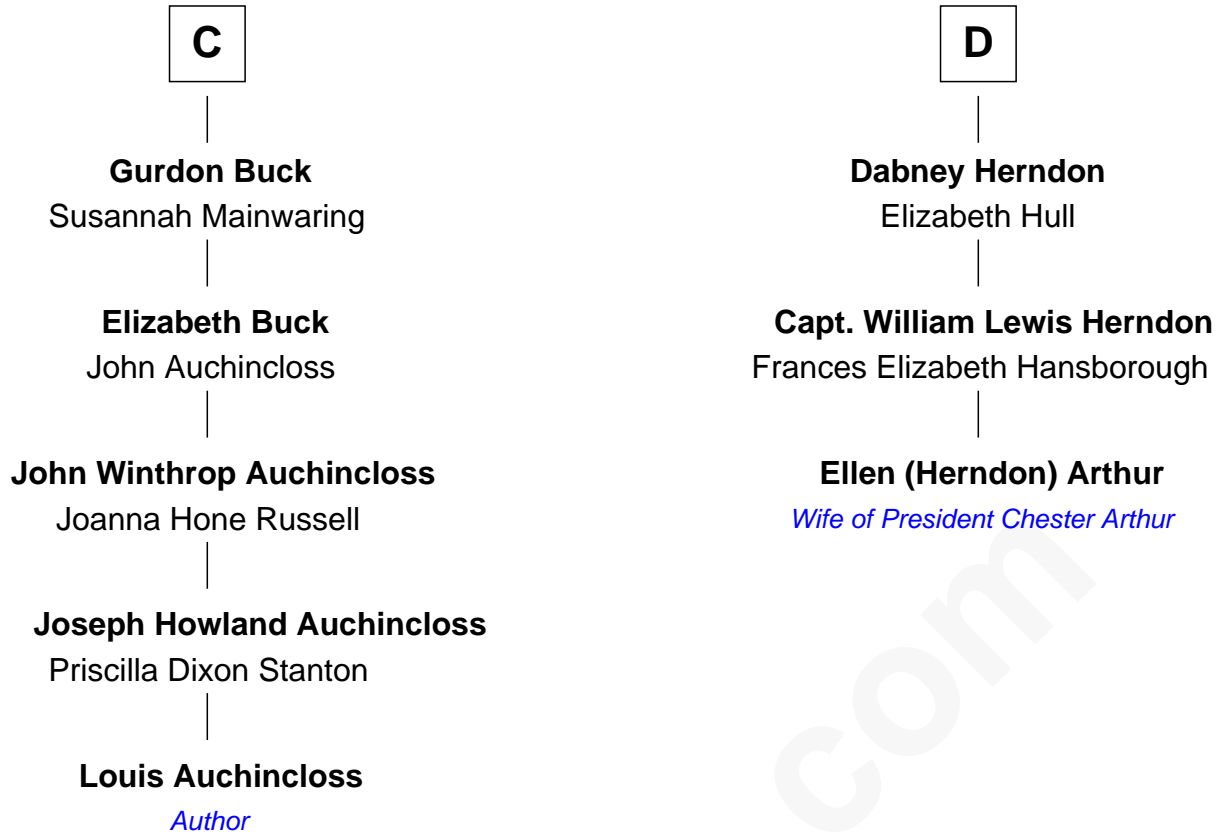 C
Gurdon Buck
Susannah Mainwaring
Elizabeth Buck
John Auchincloss
John Winthrop Auchincloss
Joanna Hone Russell
Joseph Howland Auchincloss
Priscilla Dixon Stanton
Louis Auchincloss
Author
D
Dabney Herndon
Elizabeth Hull
Capt. William Lewis Herndon
Frances Elizabeth Hansborough
Ellen (Herndon) Arthur
Wife of President Chester Arthur
com